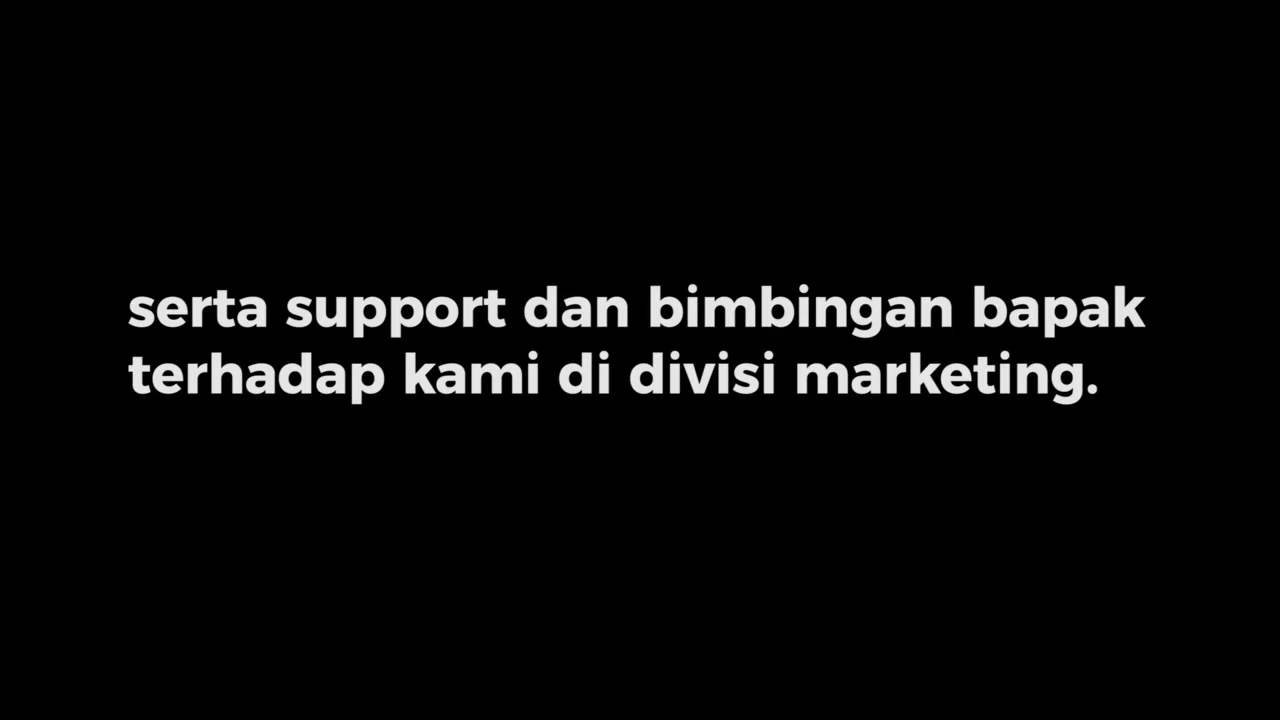 serta support dan bimbingan bapak
terhadap kami di divisi marketing.